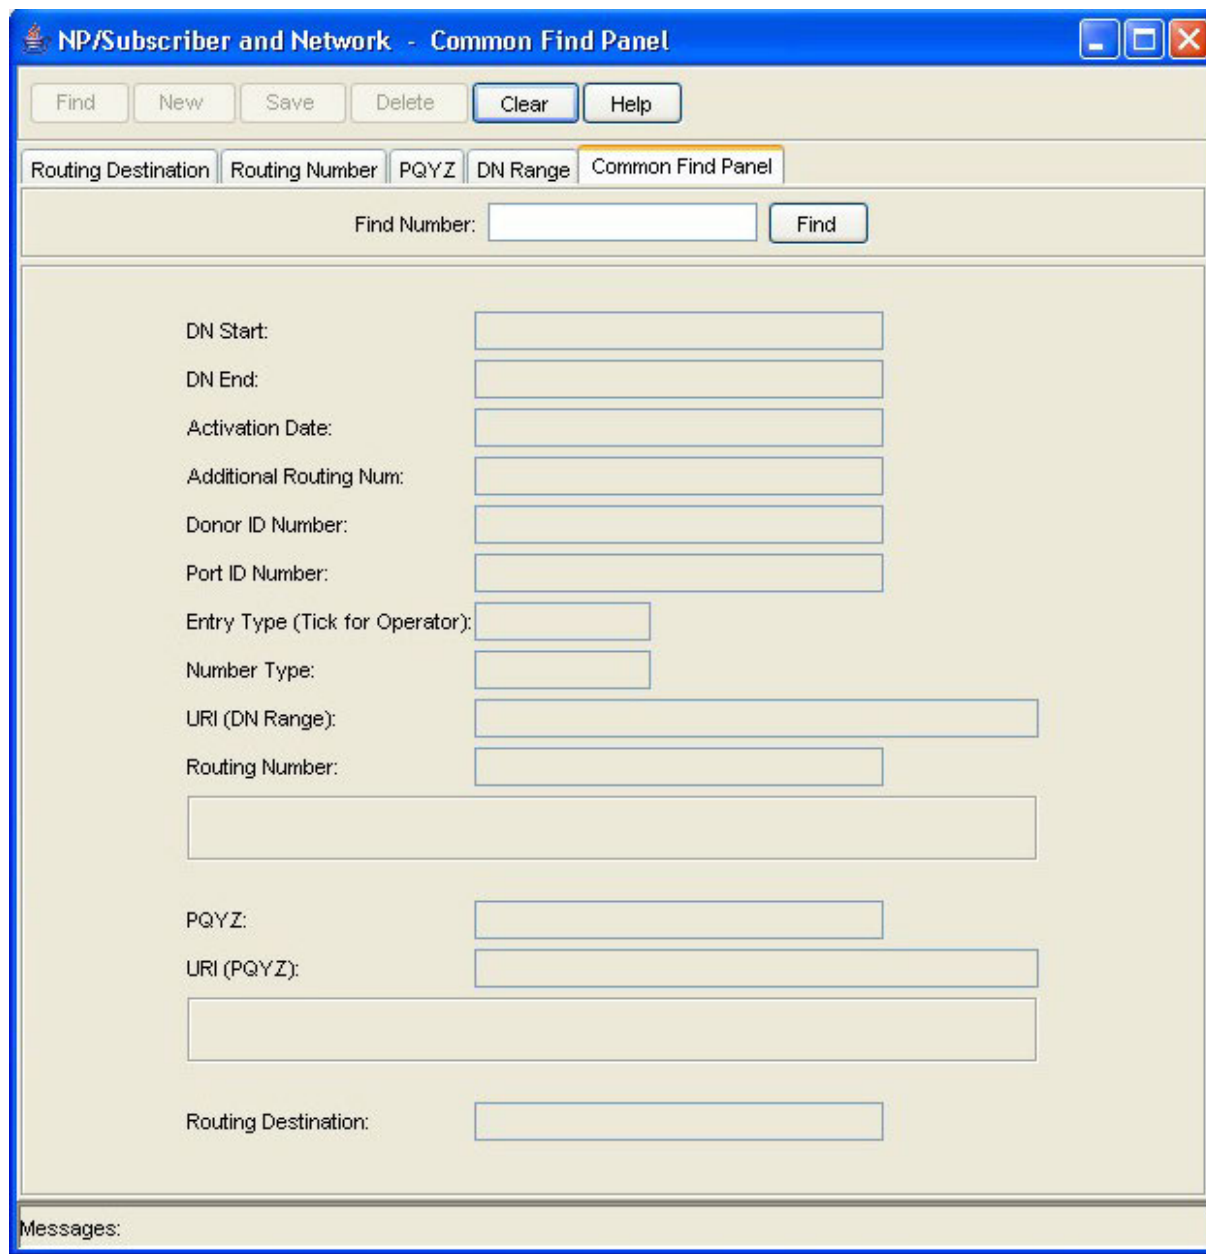 NP/Subscriber and Network - Common Find Panel
Find New Save Delete Clear Help
Routing Destination Routing Number PQYZ DN Range Common Find Panel
Find Number: Find
DN Start:
DN End:
Activation Date:
Additional Routing Num:
Donor ID Number:
Port ID Number:
Entry Type (Tick for Operator):
Number Type:
URI (DN Range):
Routing Number:
PQYZ:
URI (PQYZ):
Routing Destination:
Messages: